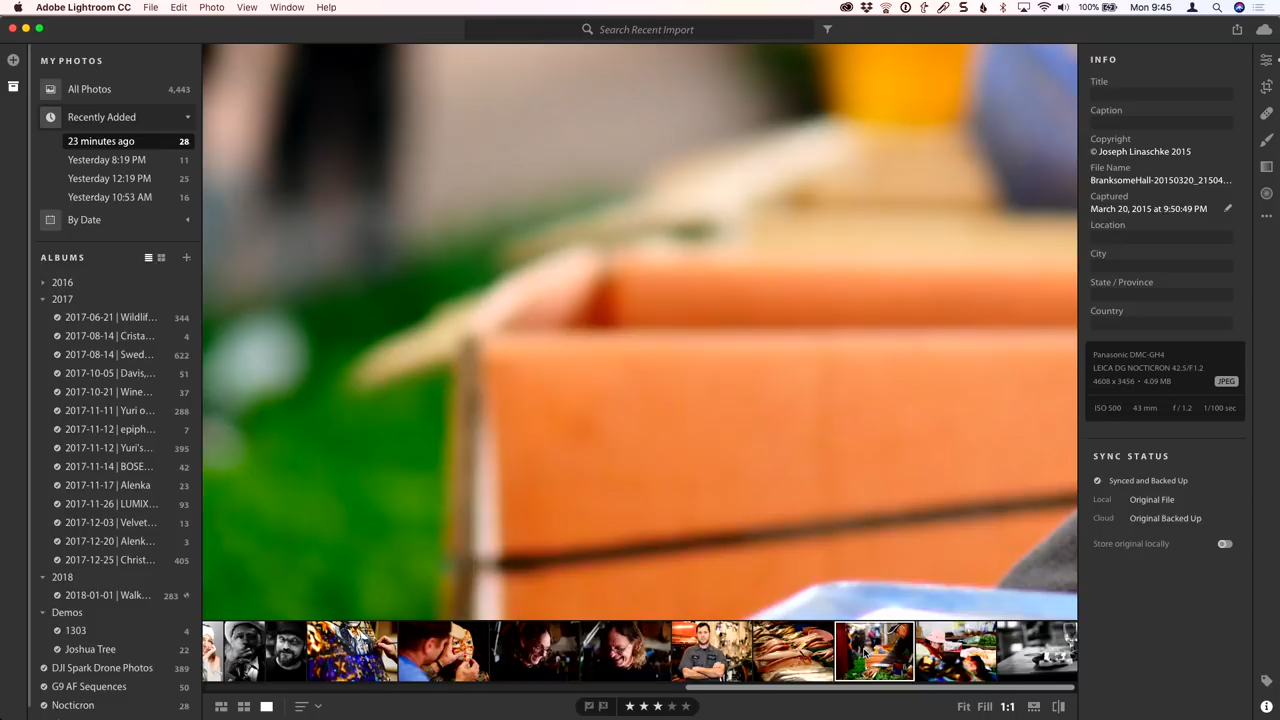 Adobe Lightroom CC File Edit Photo View Window Help 100% Mon 9:45
Search Recent Import
MY PHOTOS
All Photos 4,443
Recently Added
23 minutes ago 28
Yesterday 8:19 PM 11
Yesterday 12:19 PM 25
Yesterday 10:53 AM 16
By Date
ALBUMS
2016
2017
2017-06-21 | Wildlif... 344
2017-08-14 | Crista... 4
2017-08-14 | Swed... 622
2017-10-05 | Davis,... 51
2017-10-21 | Wine... 37
2017-11-11 | Yuri o... 288
2017-11-12 | epiph... 7
2017-11-12 | Yuri's... 395
2017-11-14 | BOSE... 42
2017-11-17 | Alenka 23
2017-11-26 | LUMIX... 93
2017-12-03 | Velvet... 13
2017-12-20 | Alenk... 3
2017-12-25 | Christ... 405
2018
2018-01-01 | Walk... 283
Demos
1303 4
Joshua Tree 22
DJI Spark Drone Photos 389
G9 AF Sequences 50
Nocticron 28
INFO
Title
Caption
Copyright
© Joseph Linaschke 2015
File Name
BranksomeHall-20150320_21504...
Captured
March 20, 2015 at 9:50:49 PM
Location
City
State / Province
Country
Panasonic DMC-GH4
LEICA DG NOCTICRON 42.5/F1.2
4608 x 3456 • 4.09 MB JPEG
ISO 500 43 mm f / 1.2 1/100 sec
SYNC STATUS
Synced and Backed Up
Local Original File
Cloud Original Backed Up
Store original locally
Fit Fill 1:1